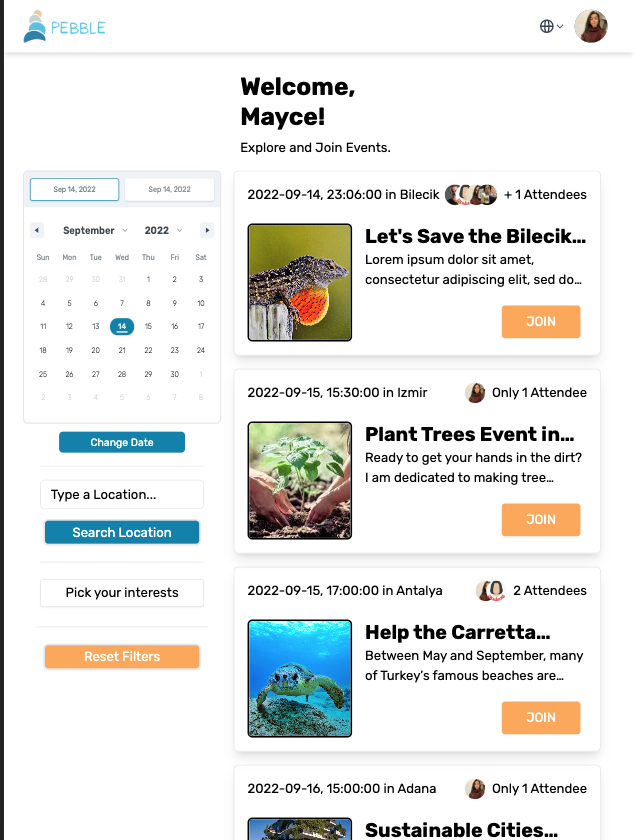 PEBBLE
Welcome,
Mayce!
Explore and Join Events.
Sep 14, 2022
Sep 14, 2022
September
2022
Sun Mon Tue Wed Thu Fri Sat
28 29 30 31 1 2 3
4 5 6 7 8 9 10
11 12 13 14 15 16 17
18 19 20 21 22 23 24
25 26 27 28 29 30 1
2 3 4 5 6 7 8
Change Date
Type a Location...
Search Location
Pick your interests
Reset Filters
2022-09-14, 23:06:00 in Bilecik
+ 1 Attendees
Let's Save the Bilecik...
Lorem ipsum dolor sit amet,
consectetur adipiscing elit, sed do...
JOIN
2022-09-15, 15:30:00 in Izmir
Only 1 Attendee
Plant Trees Event in...
Ready to get your hands in the dirt?
I am dedicated to making tree...
JOIN
2022-09-15, 17:00:00 in Antalya
2 Attendees
Help the Carretta...
Between May and September, many
of Turkey's famous beaches are...
JOIN
2022-09-16, 15:00:00 in Adana
Only 1 Attendee
Sustainable Cities...